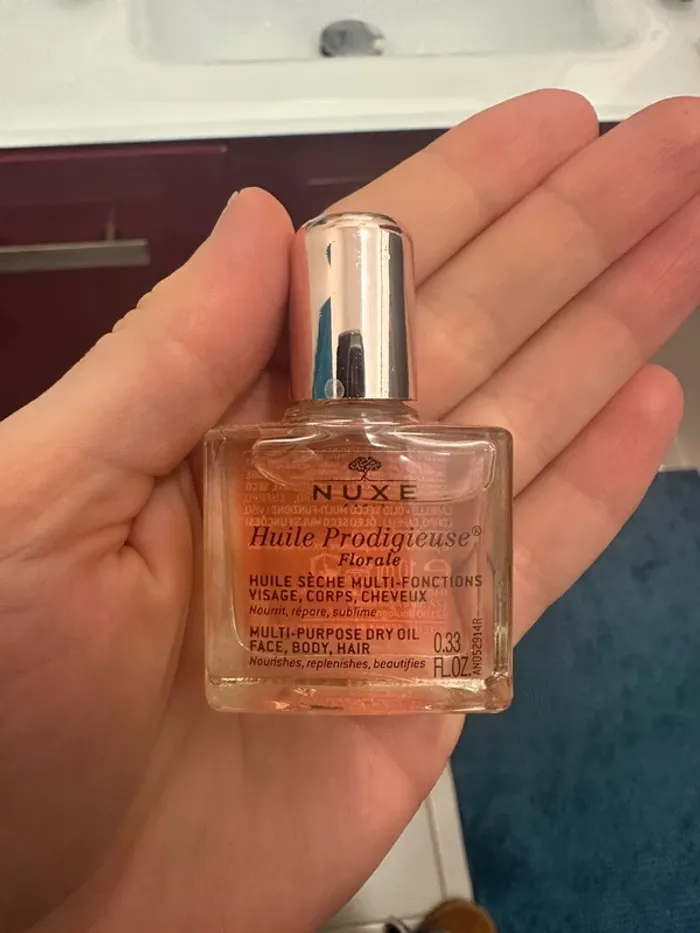 NUXE
Huile Prodigieuse®
Florale
HUILE SÈCHE MULTI-FONCTIONS
VISAGE, CORPS, CHEVEUX
Nourrit, répare, sublime
MULTI-PURPOSE DRY OIL
FACE, BODY, HAIR
Nourishes, replenishes, beautifies
0.33
FL.OZ.
AN052914R